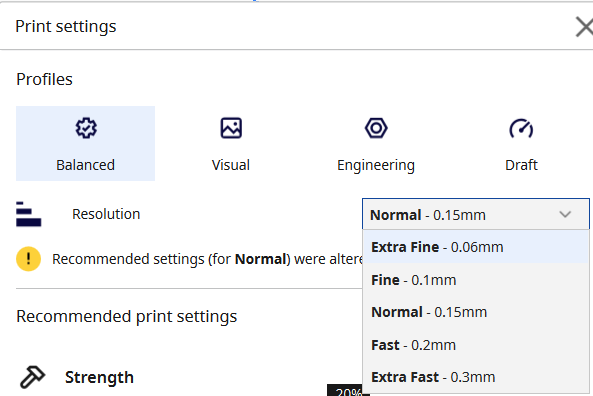 Print settings
Profiles
Balanced
Visual
Engineering
Draft
Resolution
Normal - 0.15mm
Recommended settings (for Normal) were altere
Extra Fine - 0.06mm
Fine - 0.1mm
Normal - 0.15mm
Fast - 0.2mm
Extra Fast - 0.3mm
Recommended print settings
Strength
20%